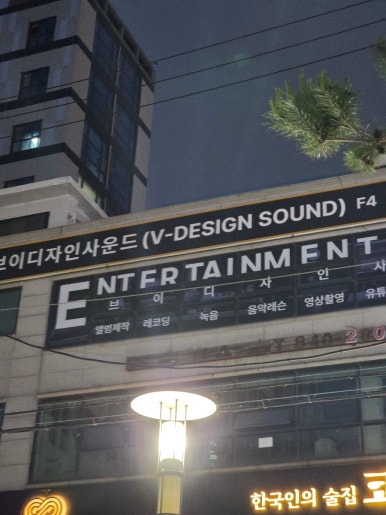 브이디자인사운드 (V-DESIGN SOUND) F4
ENTERTAINMENT
브 이 디 자 인 사
앨범제작 레코딩 녹음 음악레슨 영상촬영 유튜
한국인의 술집